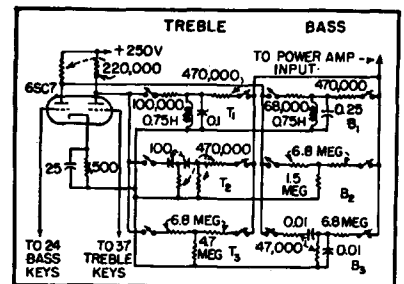 TREBLE BASS
+250V
220,000
6SC7
TO POWER AMP INPUT
470,000 470,000
100,000 68,000
0.75H 0.1 T1 0.75H 0.25 B1
100 470,000 6.8 MEG
25 1,500 T2 1.5 MEG B2
6.8 MEG 0.01 6.8 MEG
4.7 MEG T3 47,000 0.01 B3
TO 24 BASS KEYS
TO 37 TREBLE KEYS